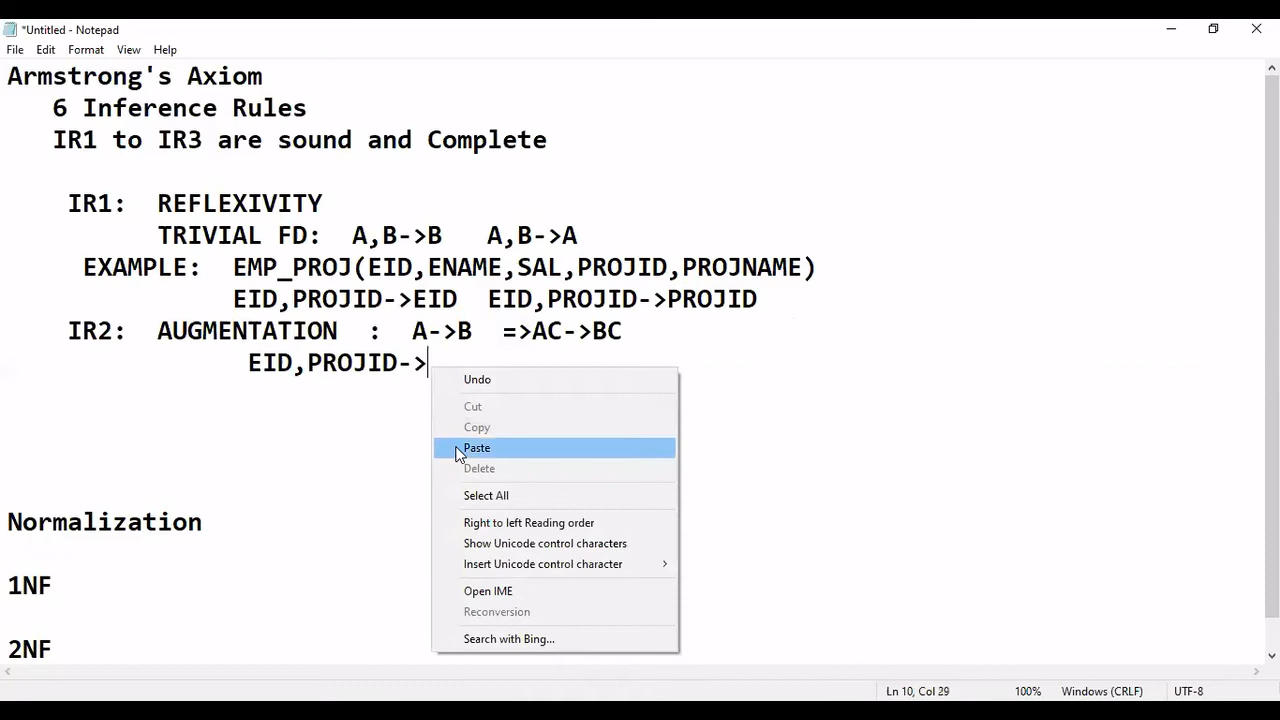 *Untitled - Notepad
File Edit Format View Help
Armstrong's Axiom
6 Inference Rules
IR1 to IR3 are sound and Complete
IR1: REFLEXIVITY
TRIVIAL FD: A,B->B A,B->A
EXAMPLE: EMP_PROJ(EID,ENAME,SAL,PROJID,PROJNAME)
EID,PROJID->EID EID,PROJID->PROJID
IR2: AUGMENTATION : A->B =>AC->BC
EID,PROJID->
Undo
Cut
Copy
Paste
Delete
Select All
Right to left Reading order
Show Unicode control characters
Insert Unicode control character
Open IME
Reconversion
Search with Bing...
Normalization
1NF
2NF
Ln 10, Col 29 100% Windows (CRLF) UTF-8